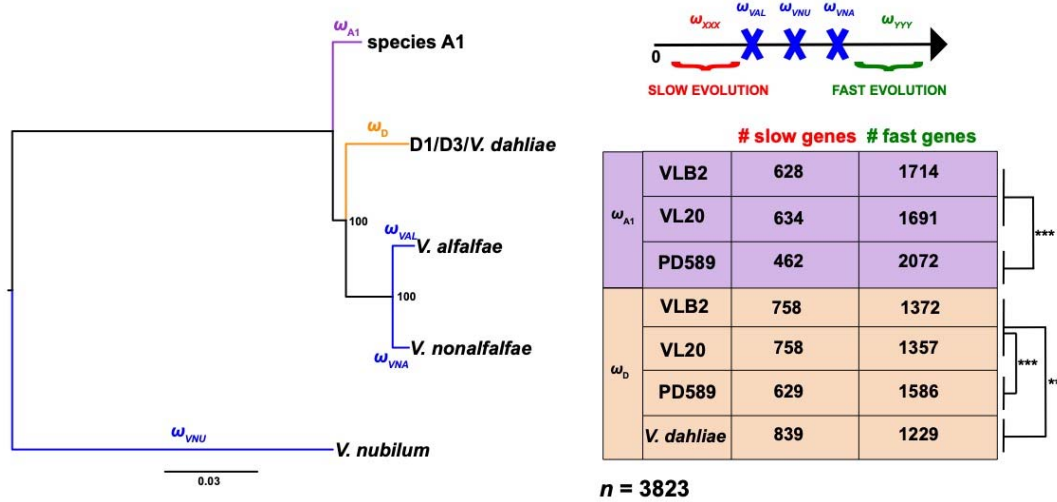 ωA1
species A1
ωD
D1/D3/V. dahliae
100
ωVAL
V. alfalfae
100
V. nonalfalfae
ωVNA
ωVNU
V. nubilum
0.03
ωXXX ωVAL ωVNU ωVNA ωYYY
0
SLOW EVOLUTION FAST EVOLUTION
# slow genes # fast genes
ωA1
VLB2 628 1714
VL20 634 1691
PD589 462 2072
***
ωD
VLB2 758 1372
VL20 758 1357
PD589 629 1586
V. dahliae 839 1229
***
n = 3823